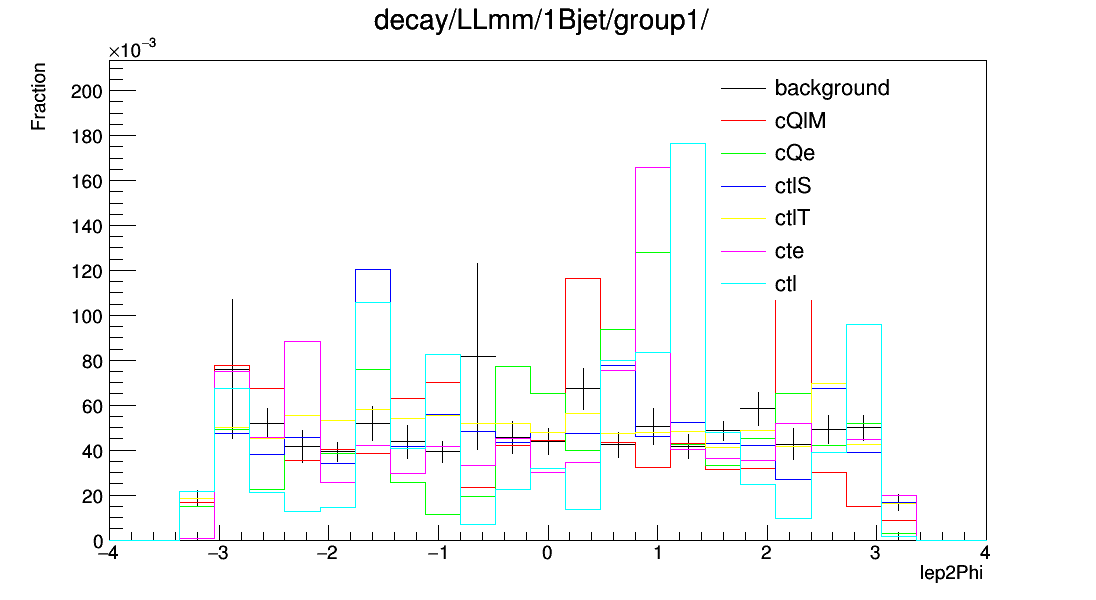 decay/LLmm/1Bjet/group1/
×10⁻³
Fraction
200
180
160
140
120
100
80
60
40
20
0
background
cQlM
cQe
ctlS
ctlT
cte
ctl
−4 −3 −2 −1 0 1 2 3 4
lep2Phi